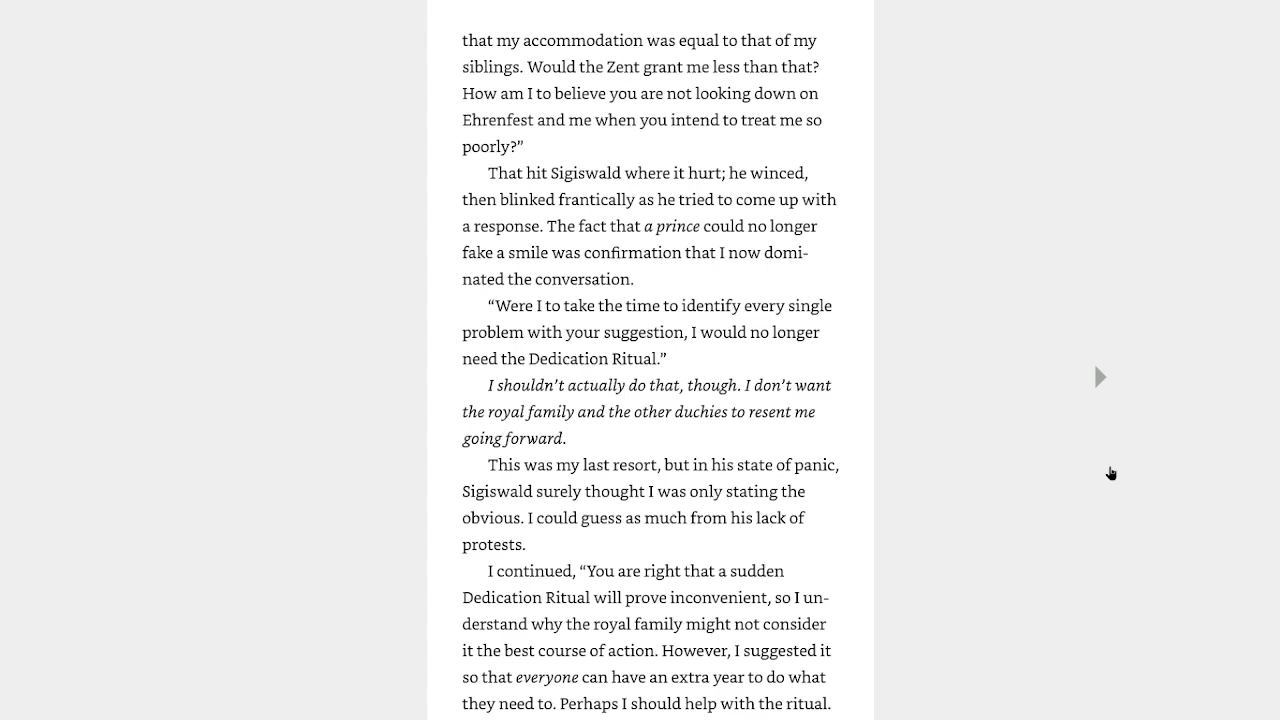 that my accommodation was equal to that of my
siblings. Would the Zent grant me less than that?
How am I to believe you are not looking down on
Ehrenfest and me when you intend to treat me so
poorly?”
That hit Sigiswald where it hurt; he winced,
then blinked frantically as he tried to come up with
a response. The fact that a prince could no longer
fake a smile was confirmation that I now domi-
nated the conversation.
“Were I to take the time to identify every single
problem with your suggestion, I would no longer
need the Dedication Ritual.”
I shouldn’t actually do that, though. I don’t want
the royal family and the other duchies to resent me
going forward.
This was my last resort, but in his state of panic,
Sigiswald surely thought I was only stating the
obvious. I could guess as much from his lack of
protests.
I continued, “You are right that a sudden
Dedication Ritual will prove inconvenient, so I un-
derstand why the royal family might not consider
it the best course of action. However, I suggested it
so that everyone can have an extra year to do what
they need to. Perhaps I should help with the ritual.